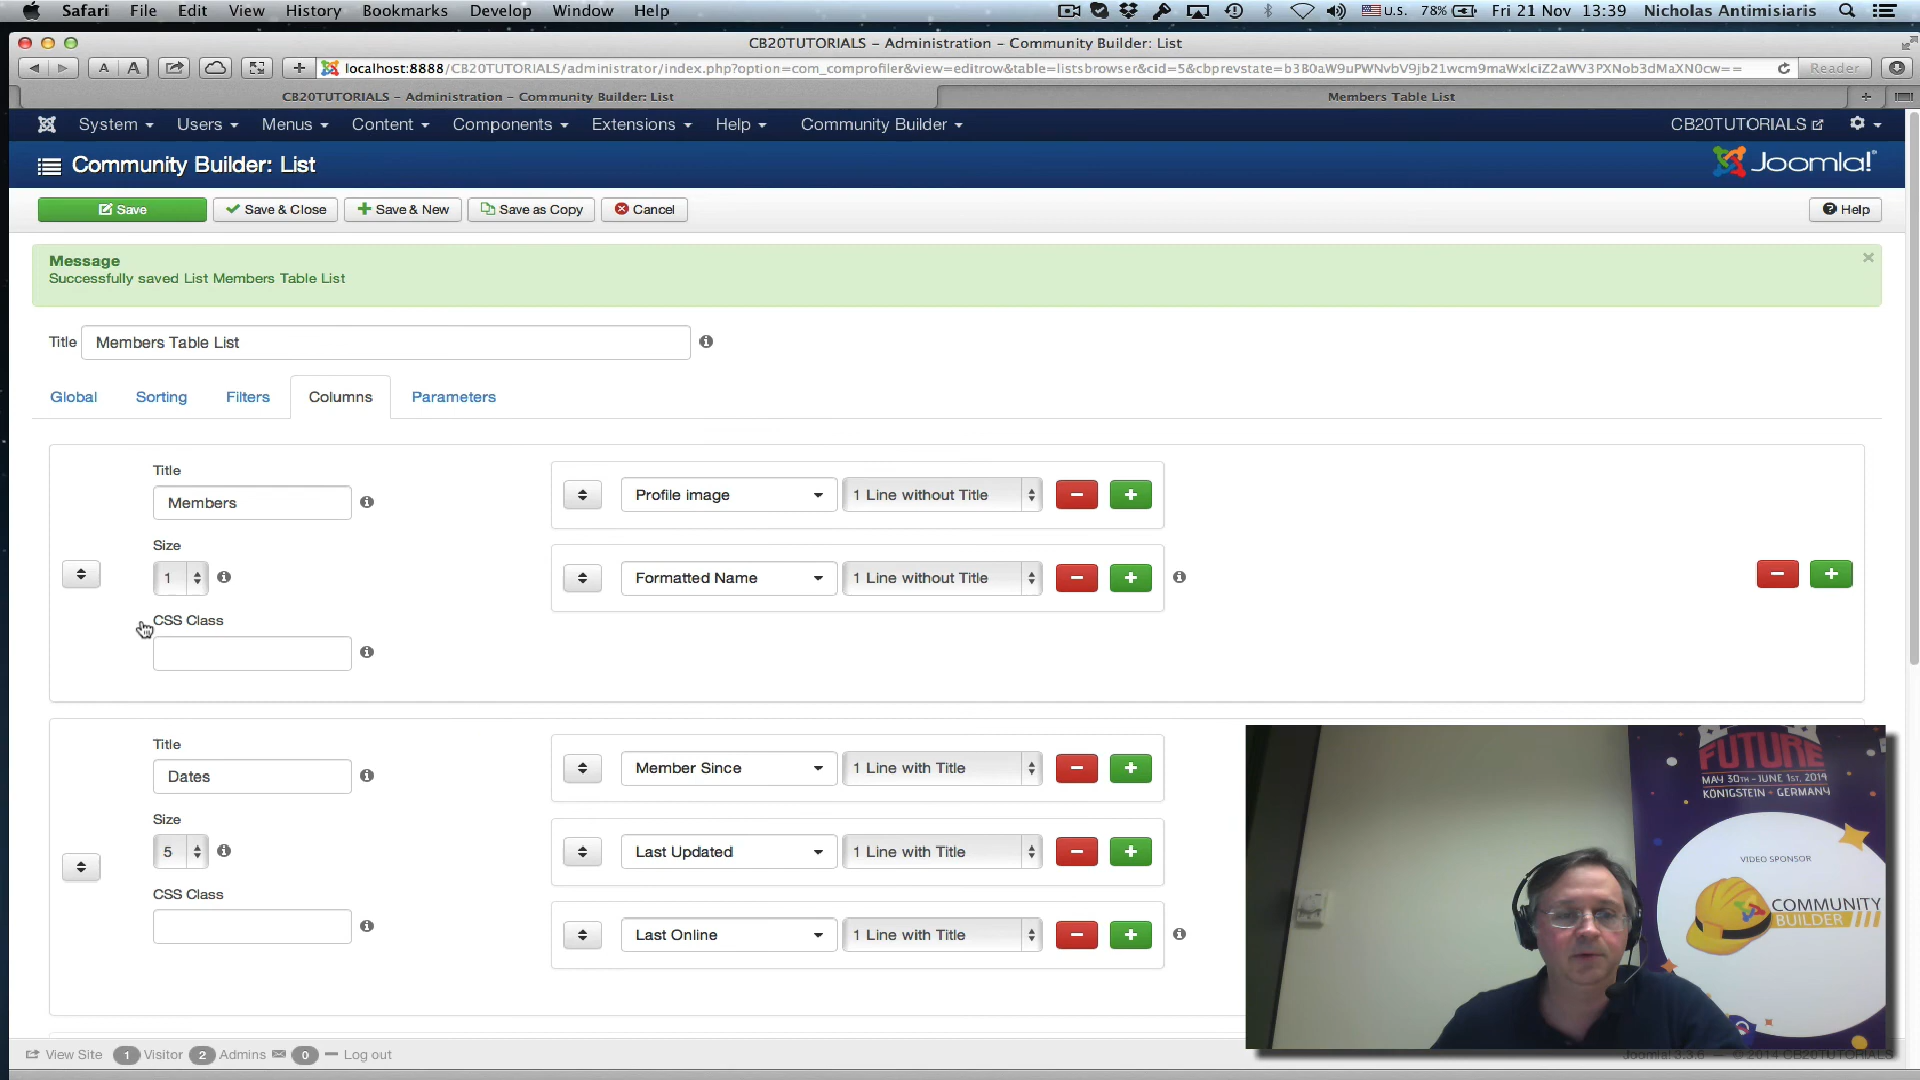 Safari File Edit View History Bookmarks Develop Window Help U.S. 78% Fri 21 Nov 13:39 Nicholas Antimisiaris
CB20TUTORIALS – Administration – Community Builder: List
A A localhost:8888/CB20TUTORIALS/administrator/index.php?option=com_comprofiler&view=editrow&table=listsbrowser&cid=5&cbprevstate=b3B0aW9uPWNvbV9jb21wcm9maWxlciZ2aWV3PXNob3dMaXN0cw== Reader
CB20TUTORIALS – Administration – Community Builder: List Members Table List
System Users Menus Content Components Extensions Help Community Builder CB20TUTORIALS
Community Builder: List Joomla!
Save Save & Close Save & New Save as Copy Cancel Help
Message
Successfully saved List Members Table List
Title Members Table List
Global Sorting Filters Columns Parameters
Title
Members
Profile image 1 Line without Title
Size
1
Formatted Name 1 Line without Title
CSS Class
Title
Dates
Member Since 1 Line with Title
Size
5
Last Updated 1 Line with Title
CSS Class
Last Online 1 Line with Title
FUTURE
MAY 30TH - JUNE 1ST, 2014
KÖNIGSTEIN - GERMANY
VIDEO SPONSOR
COMMUNITY
BUILDER
View Site 1 Visitor 2 Admins 0 Log out
Joomla! 3.3.6 — © 2014 CB20TUTORIALS